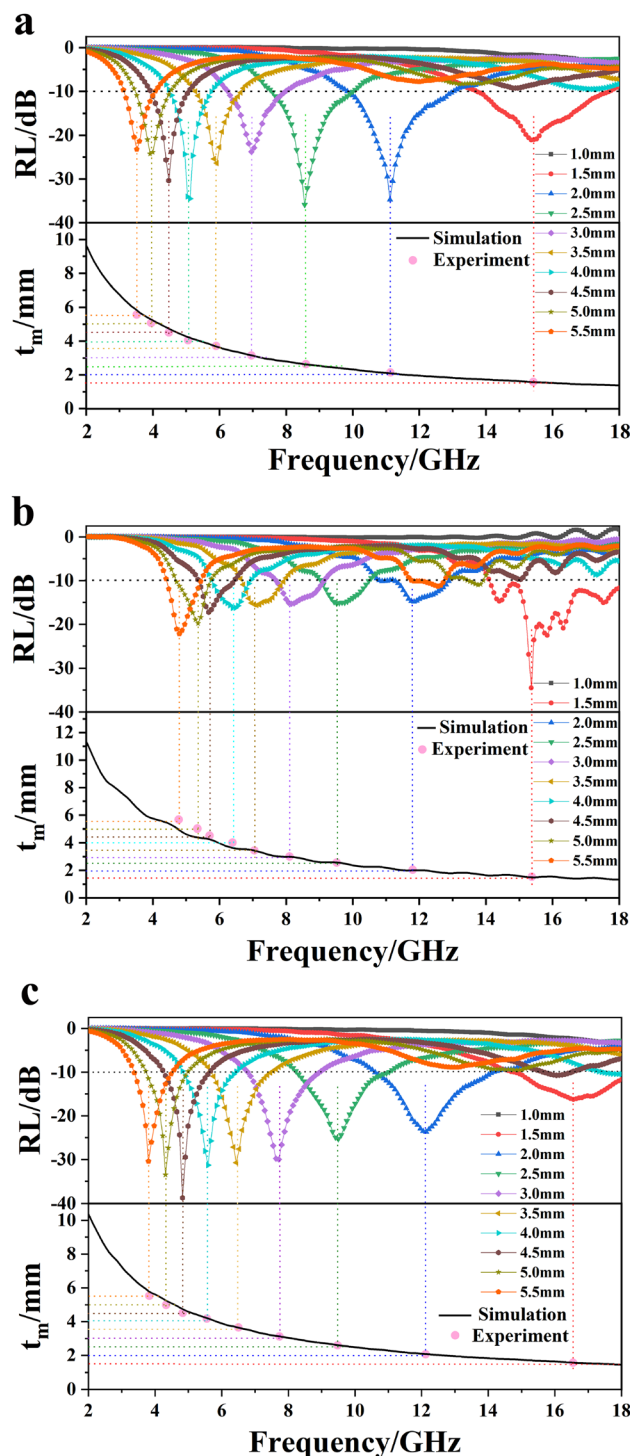 a
RL/dB
0
-10
-20
-30
-40
1.0mm
1.5mm
2.0mm
2.5mm
3.0mm
3.5mm
4.0mm
4.5mm
5.0mm
5.5mm
Simulation
Experiment
tm/mm
10
8
6
4
2
0
2 4 6 8 10 12 14 16 18
Frequency/GHz
b
RL/dB
0
-10
-20
-30
-40
1.0mm
1.5mm
2.0mm
2.5mm
3.0mm
3.5mm
4.0mm
4.5mm
5.0mm
5.5mm
Simulation
Experiment
tm/mm
12
10
8
6
4
2
0
2 4 6 8 10 12 14 16 18
Frequency/GHz
c
RL/dB
0
-10
-20
-30
-40
1.0mm
1.5mm
2.0mm
2.5mm
3.0mm
3.5mm
4.0mm
4.5mm
5.0mm
5.5mm
Simulation
Experiment
tm/mm
10
8
6
4
2
0
2 4 6 8 10 12 14 16 18
Frequency/GHz